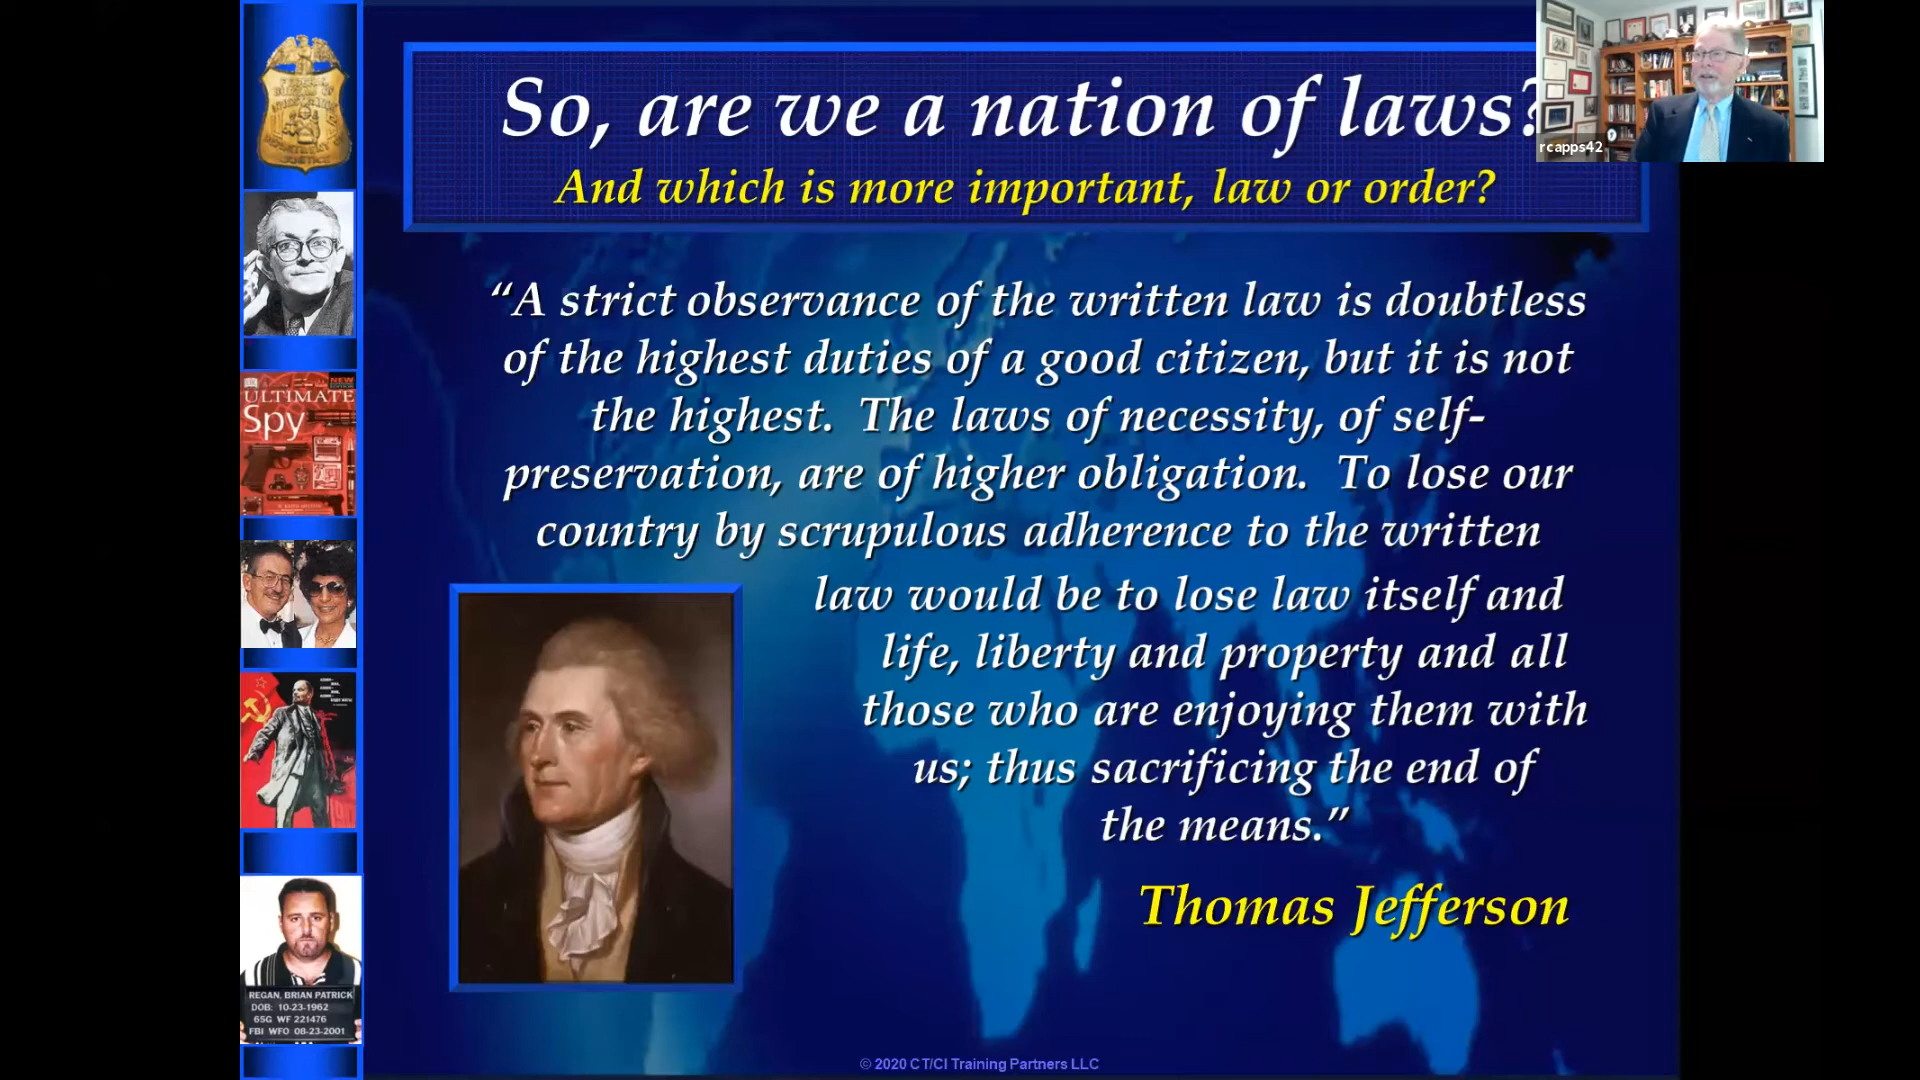 So, are we a nation of laws?
And which is more important, law or order?
rcapps42
“A strict observance of the written law is doubtless
of the highest duties of a good citizen, but it is not
the highest.  The laws of necessity, of self-
preservation, are of higher obligation.  To lose our
country by scrupulous adherence to the written
law would be to lose law itself and
life, liberty and property and all
those who are enjoying them with
us; thus sacrificing the end of
the means.”
Thomas Jefferson
NEW
ULTIMATE
Spy
REGAN, BRIAN PATRICK
DOB: 10-23-1962
65G WF 221476
FBI WFO 08-23-2001
© 2020 CT/CI Training Partners LLC